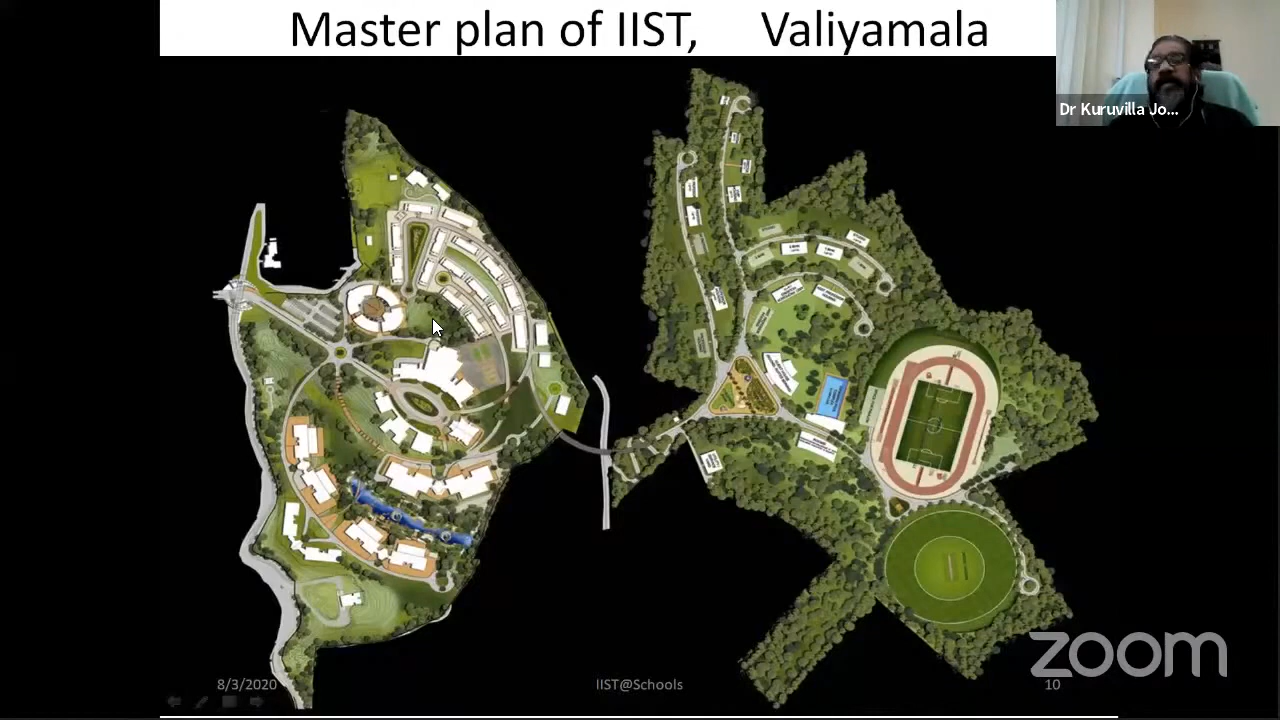 Master plan of IIST, Valiyamala
Dr Kuruvilla Jo...
zoom
8/3/2020
IIST@Schools
10